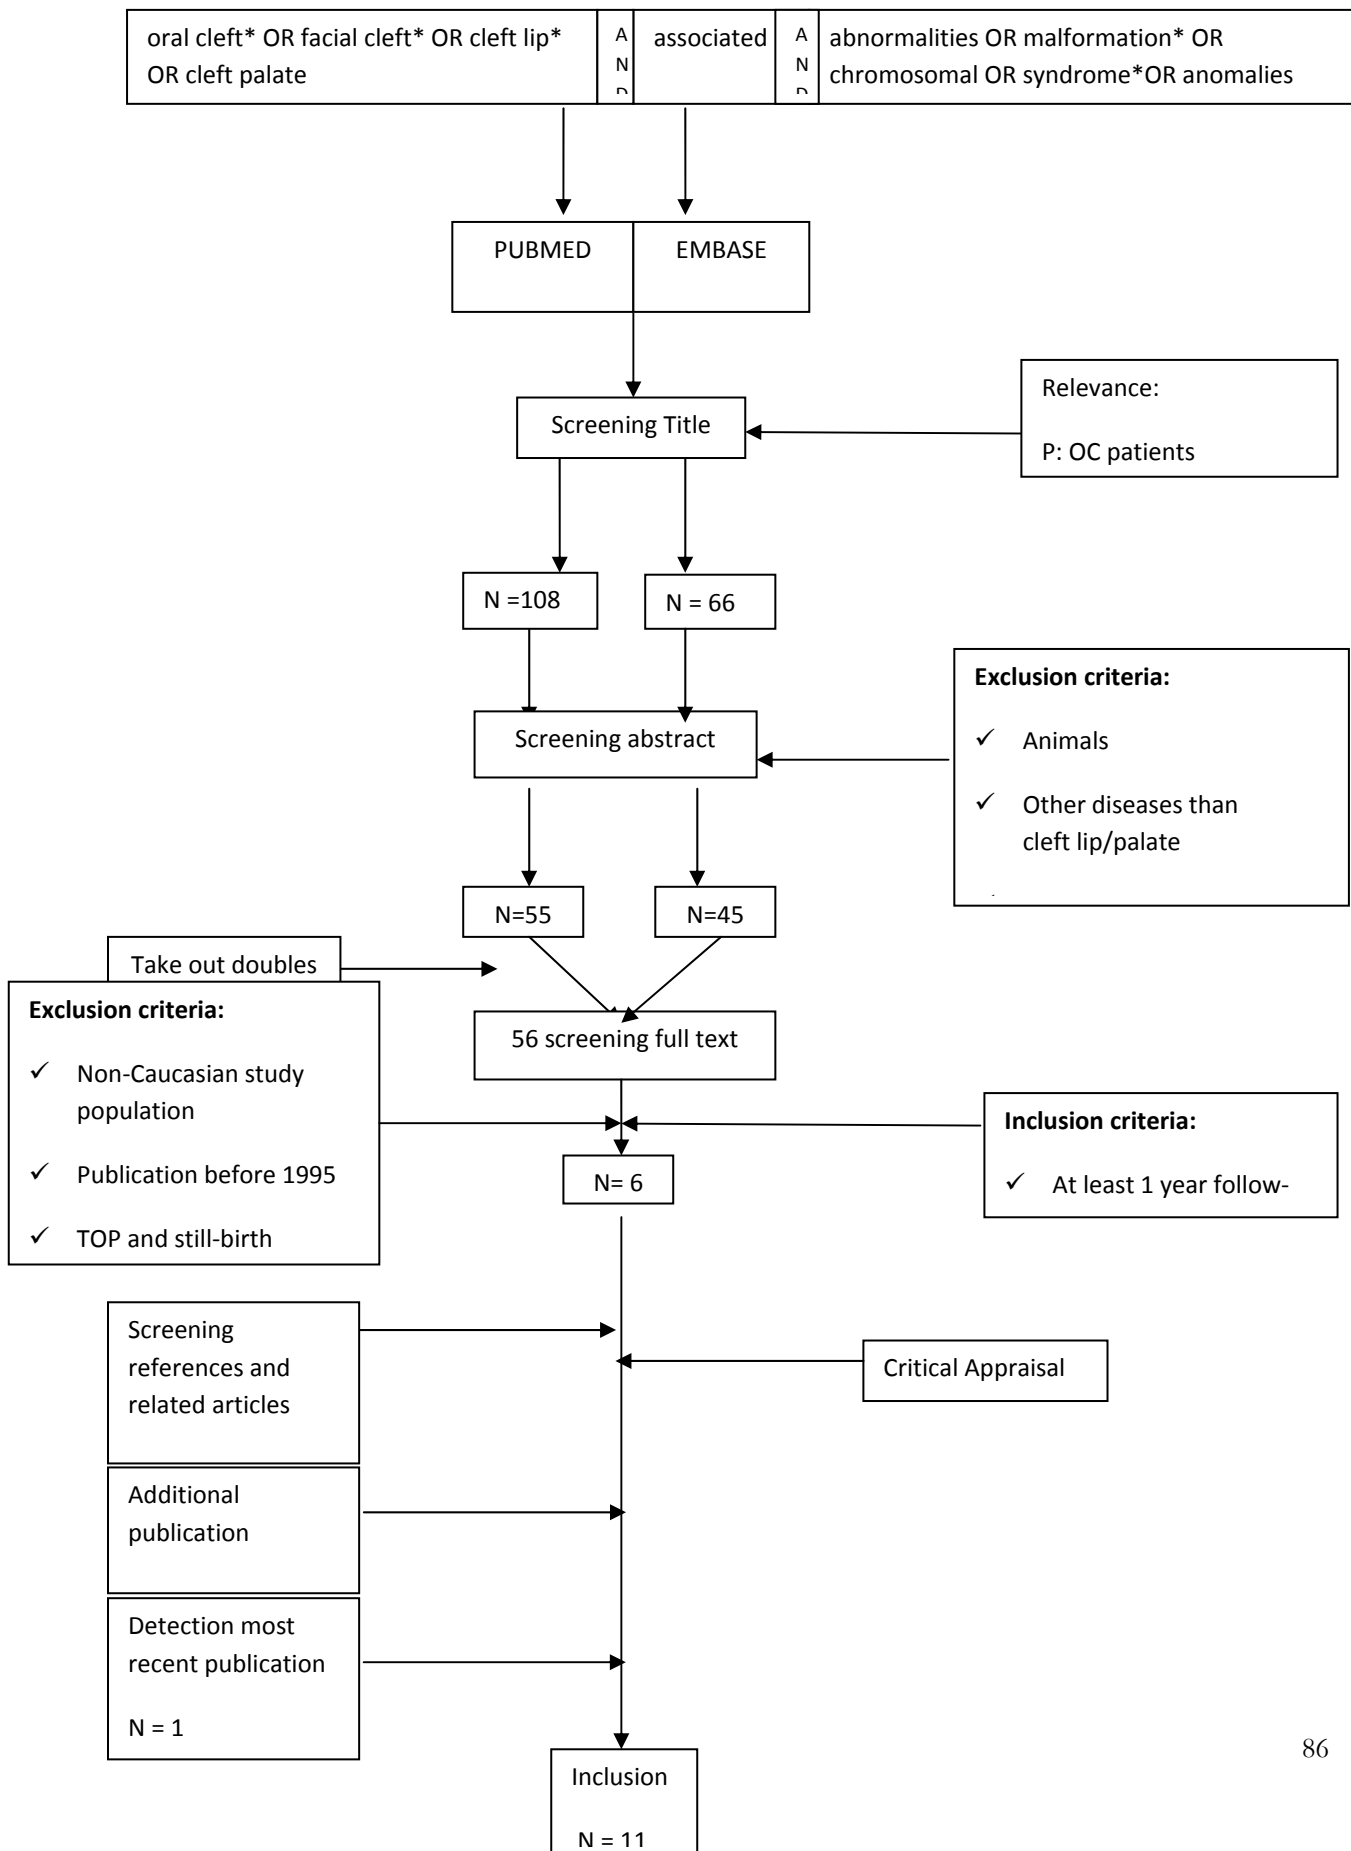 oral cleft* OR facial cleft* OR cleft lip*
OR cleft palate
A
N
D
associated
A
N
D
abnormalities OR malformation* OR
chromosomal OR syndrome*OR anomalies
PUBMED
EMBASE
Screening Title
Relevance:
P: OC patients
N =108
N = 66
Screening abstract
Exclusion criteria:
✓ Animals
✓ Other diseases than
cleft lip/palate
N=55
N=45
Take out doubles
56 screening full text
Exclusion criteria:
✓ Non-Caucasian study
population
✓ Publication before 1995
✓ TOP and still-birth
Inclusion criteria:
✓ At least 1 year follow-
N= 6
Screening
references and
related articles
Critical Appraisal
Additional
publication
Detection most
recent publication
N = 1
Inclusion
N = 11
86